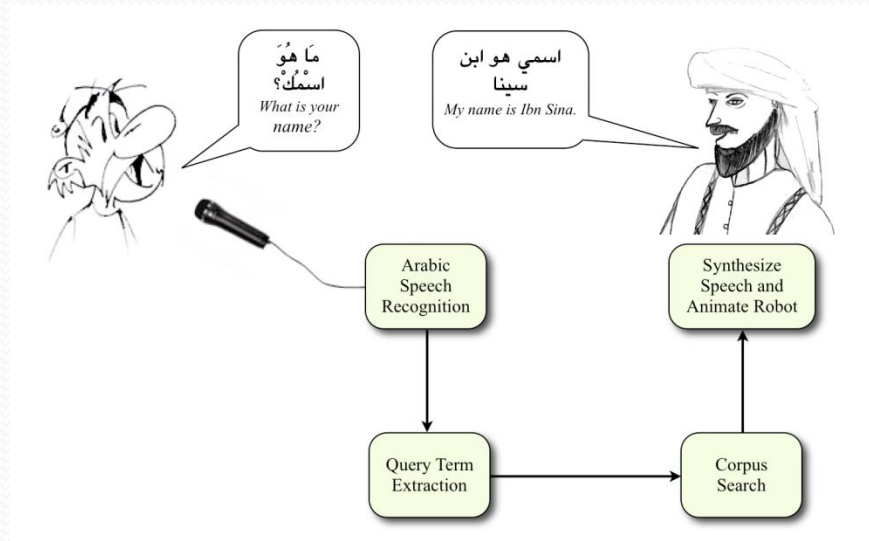 مَا هُوَ
اسْمُكْ؟
What is your
name?
اسمي هو ابن
سينا
My name is Ibn Sina.
Arabic
Speech
Recognition
Synthesize
Speech and
Animate Robot
Query Term
Extraction
Corpus
Search